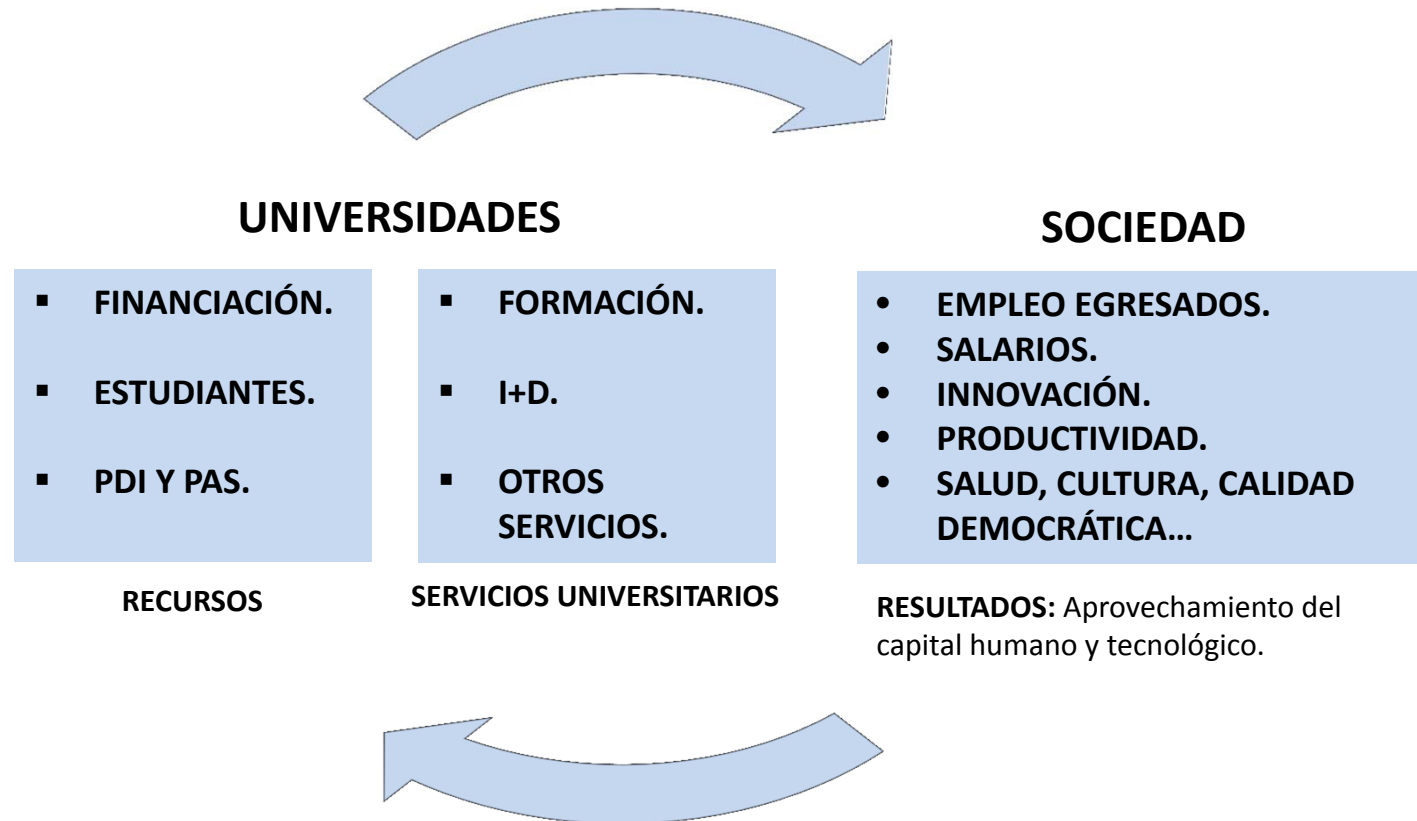 UNIVERSIDADES
▪ FINANCIACIÓN.
▪ ESTUDIANTES.
▪ PDI Y PAS.
RECURSOS
▪ FORMACIÓN.
▪ I+D.
▪ OTROS
SERVICIOS.
SERVICIOS UNIVERSITARIOS
SOCIEDAD
• EMPLEO EGRESADOS.
• SALARIOS.
• INNOVACIÓN.
• PRODUCTIVIDAD.
• SALUD, CULTURA, CALIDAD
DEMOCRÁTICA…
RESULTADOS: Aprovechamiento del
capital humano y tecnológico.